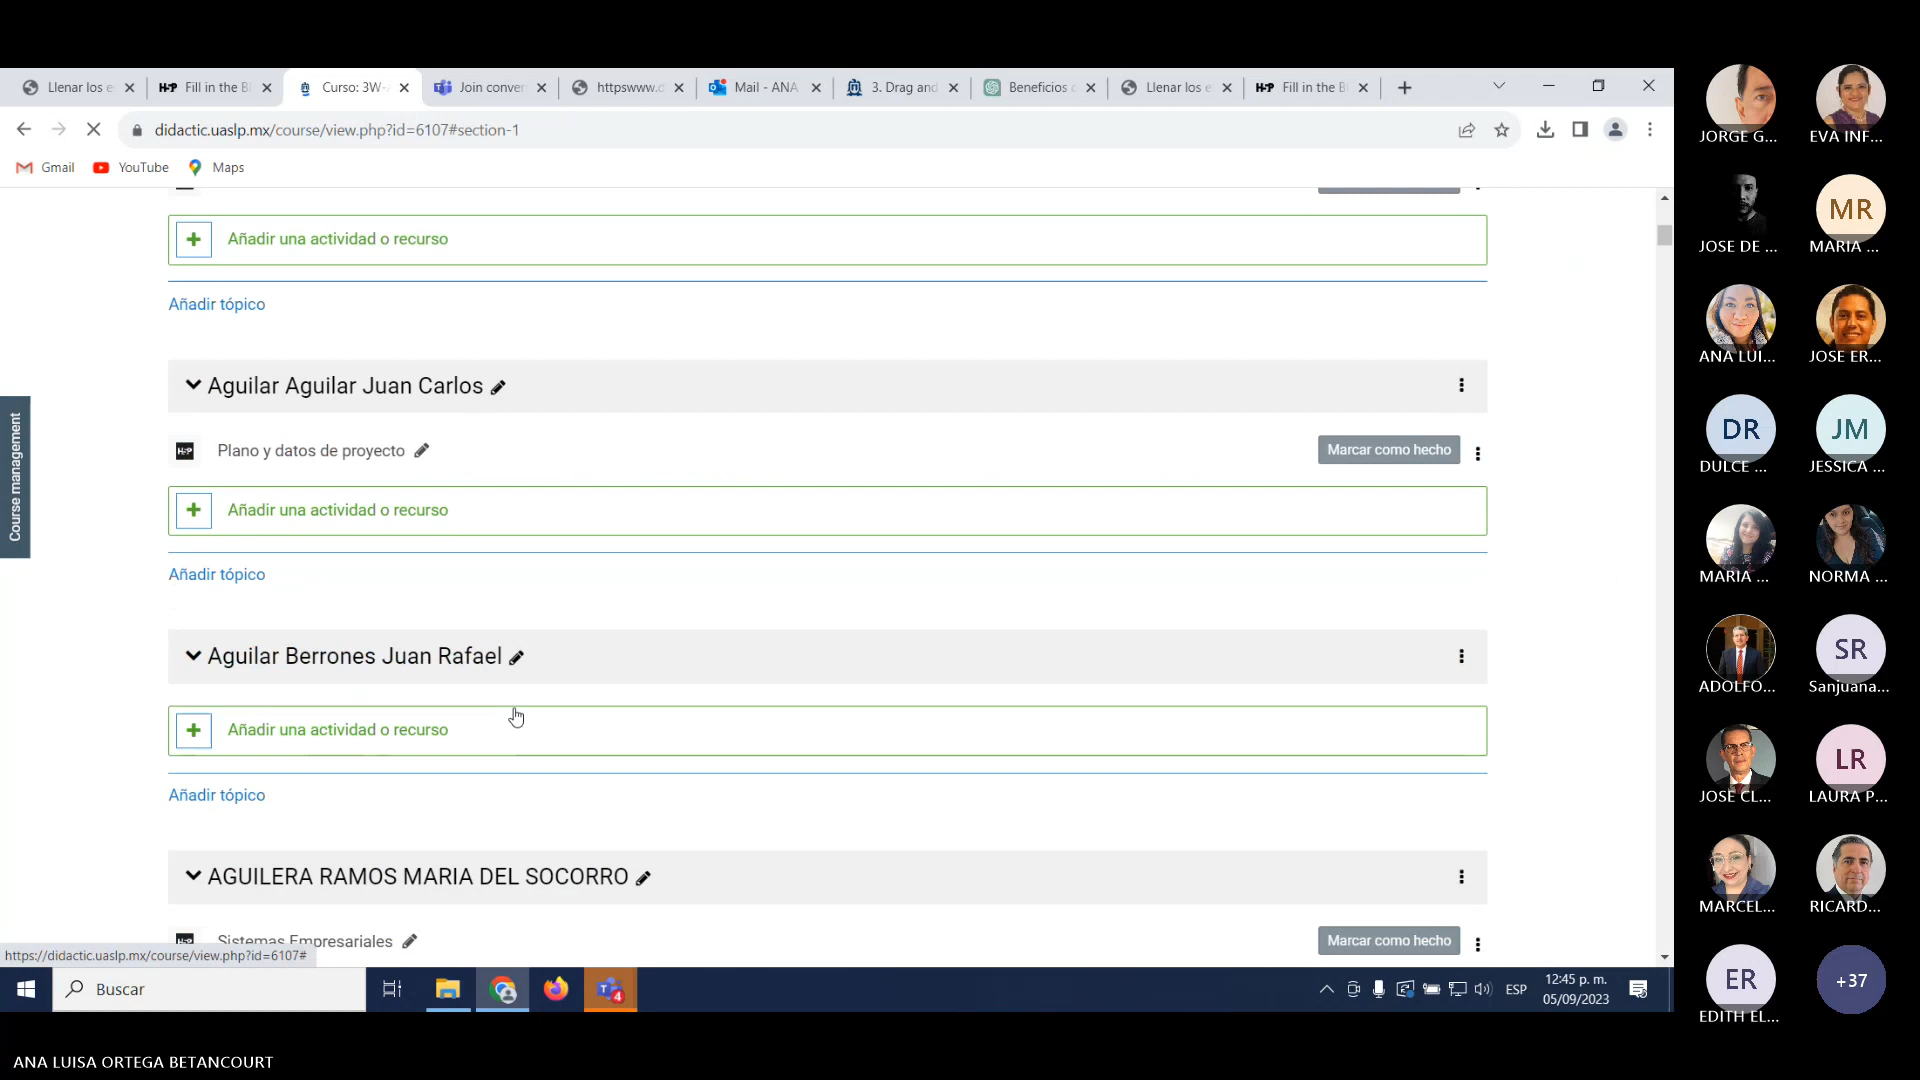 Llenar los e
Fill in the Bl
Curso: 3W-
Join conver
httpswww.c
Mail - ANA
3. Drag and
Beneficios c
Llenar los e
Fill in the Bl
didactic.uaslp.mx/course/view.php?id=6107#section-1
Gmail
YouTube
Maps
Añadir una actividad o recurso
Añadir tópico
Aguilar Aguilar Juan Carlos
H-P Plano y datos de proyecto
Marcar como hecho
Añadir una actividad o recurso
Añadir tópico
Aguilar Berrones Juan Rafael
Añadir una actividad o recurso
Añadir tópico
AGUILERA RAMOS MARIA DEL SOCORRO
Sistemas Empresariales
Marcar como hecho
Course management
https://didactic.uaslp.mx/course/view.php?id=6107#
Buscar
4
ESP
12:45 p. m.
05/09/2023
JORGE G...
EVA INF...
JOSE DE ...
MR
MARIA ...
ANA LUI...
JOSE ER...
DR
DULCE ...
JM
JESSICA ...
MARIA ...
NORMA ...
ADOLFO...
SR
Sanjuana...
JOSE CL...
LR
LAURA P...
MARCEL...
RICARD...
ER
EDITH EL...
+37
ANA LUISA ORTEGA BETANCOURT